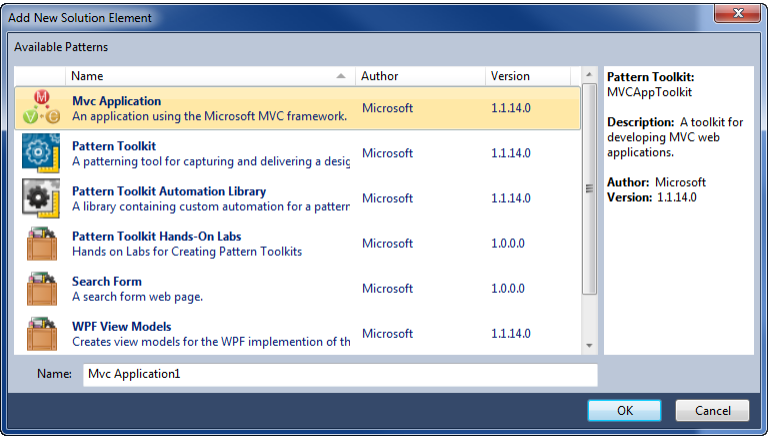 Add New Solution Element
Available Patterns
Name Author Version
Mvc Application
An application using the Microsoft MVC framework.
Microsoft 1.1.14.0
Pattern Toolkit
A patterning tool for capturing and delivering a desig
Microsoft 1.1.14.0
Pattern Toolkit Automation Library
A library containing custom automation for a pattern
Microsoft 1.1.14.0
Pattern Toolkit Hands-On Labs
Hands on Labs for Creating Pattern Toolkits
Microsoft 1.0.0.0
Search Form
A search form web page.
Microsoft 1.0.0.0
WPF View Models
Creates view models for the WPF implemention of th
Microsoft 1.1.14.0
Pattern Toolkit:
MVCAppToolkit
Description: A toolkit for
developing MVC web
applications.
Author: Microsoft
Version: 1.1.14.0
Name: Mvc Application1
OK Cancel